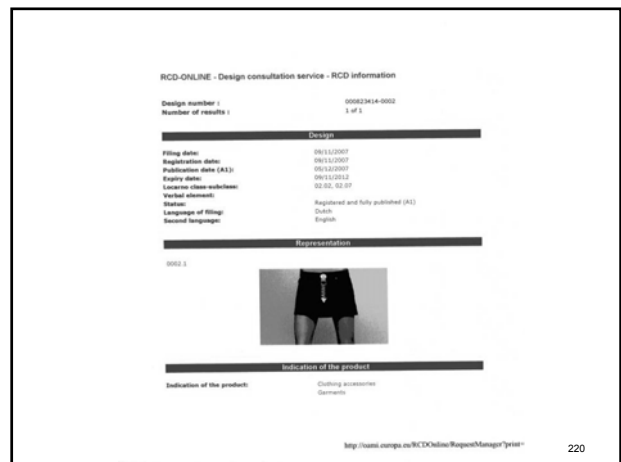 RCD-ONLINE - Design consultation service - RCD information
Design number : 000823414-0002
Number of results : 1 of 1
Design
Filing date: 09/11/2007
Registration date: 09/11/2007
Publication date (A1): 05/12/2007
Expiry date: 09/11/2012
Locarno class-subclass: 02.02, 02.07
Verbal element:
Status: Registered and fully published (A1)
Language of filing: Dutch
Second language: English
Representation
0002.1
Indication of the product
Indication of the product: Clothing accessories
Garments
http://oami.europa.eu/RCDOnline/RequestManager?print=
220